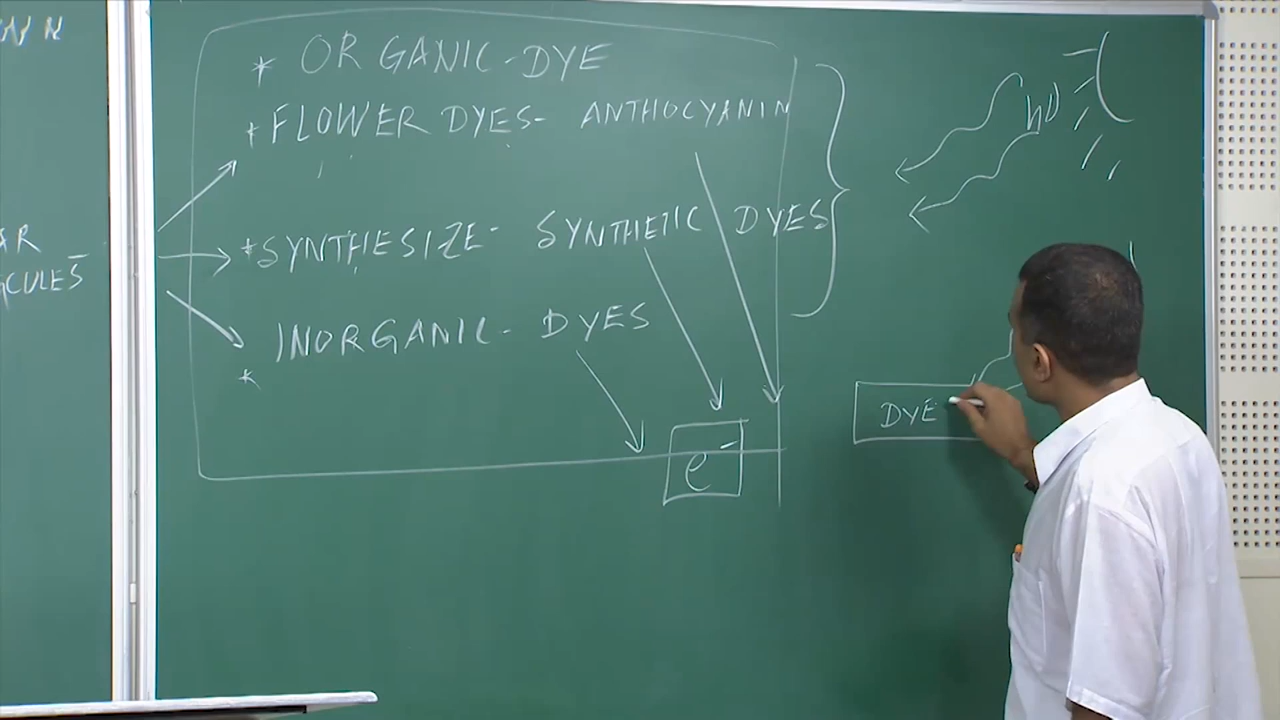 * ORGANIC-DYE
* FLOWER DYES- ANTHOCYANIN
* SYNTHESIZE- SYNTHETIC DYES
INORGANIC- DYES
*
e-
hν
DYE